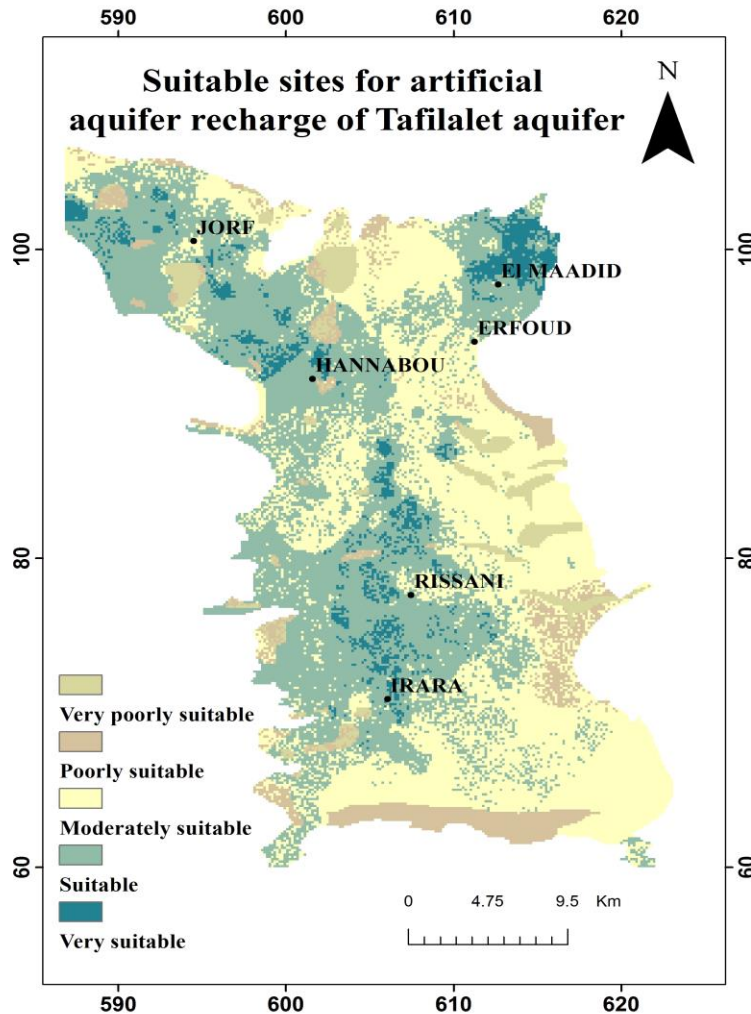 590 600 610 620
Suitable sites for artificial
aquifer recharge of Tafilalet aquifer
N
100 100
JORF
El MAADID
ERFOUD
HANNABOU
80 80
RISSANI
IRARA
Very poorly suitable
Poorly suitable
Moderately suitable
Suitable
Very suitable
60 60
0 4.75 9.5 Km
590 600 610 620